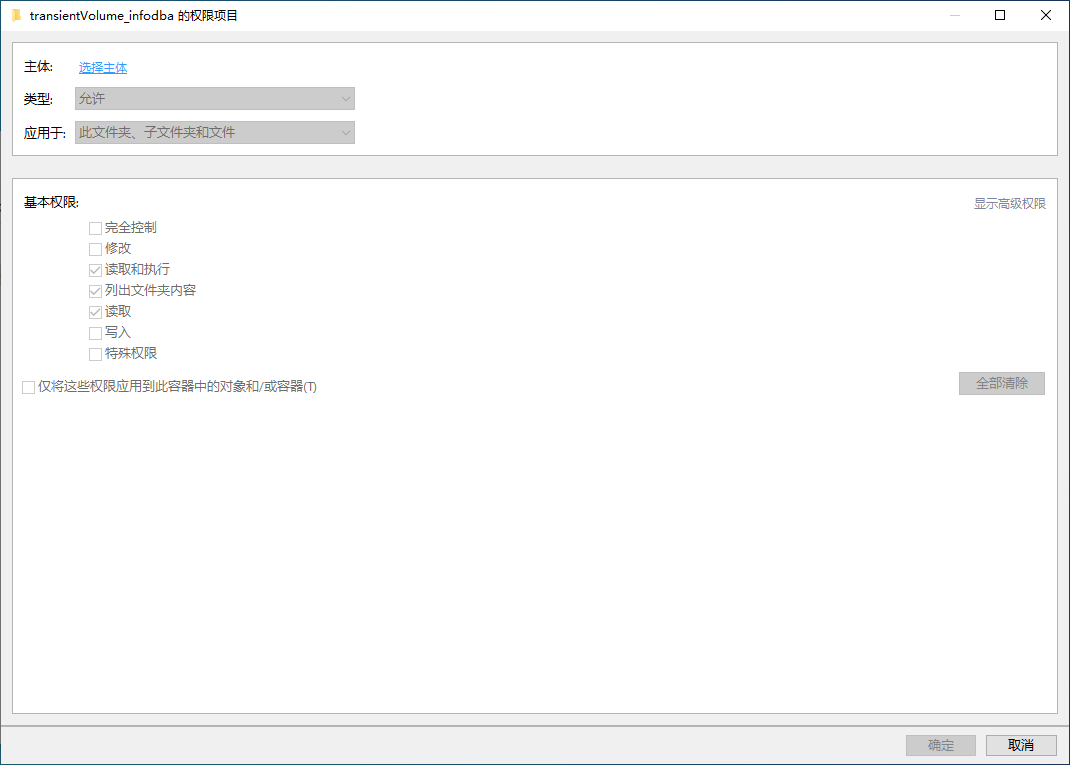 transientVolume_infodba 的权限项目
主体: 选择主体
类型: 允许
应用于: 此文件夹、子文件夹和文件
基本权限: 显示高级权限
完全控制
修改
读取和执行
列出文件夹内容
读取
写入
特殊权限
仅将这些权限应用到此容器中的对象和/或容器(T) 全部清除
确定 取消